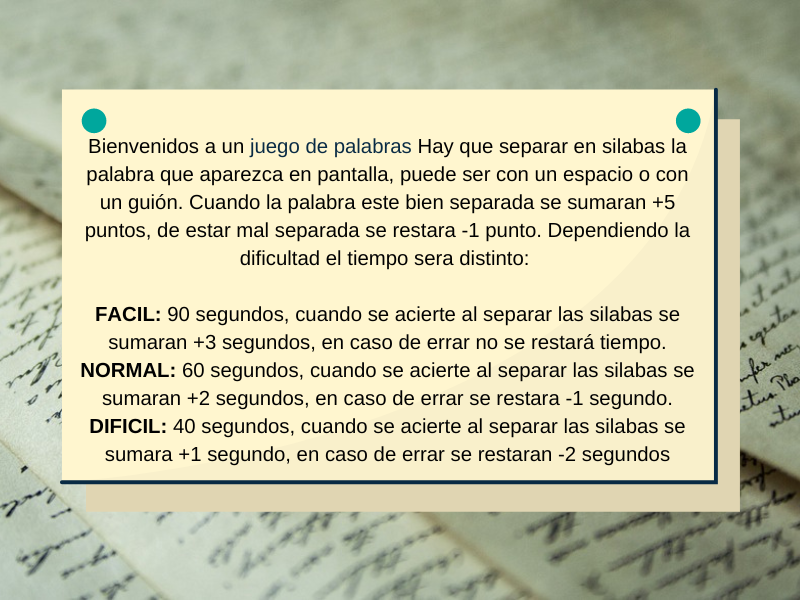 Bienvenidos a un juego de palabras Hay que separar en silabas la
palabra que aparezca en pantalla, puede ser con un espacio o con
un guión. Cuando la palabra este bien separada se sumaran +5
puntos, de estar mal separada se restara -1 punto. Dependiendo la
dificultad el tiempo sera distinto:
FACIL: 90 segundos, cuando se acierte al separar las silabas se
sumaran +3 segundos, en caso de errar no se restará tiempo.
NORMAL: 60 segundos, cuando se acierte al separar las silabas se
sumaran +2 segundos, en caso de errar se restara -1 segundo.
DIFICIL: 40 segundos, cuando se acierte al separar las silabas se
sumara +1 segundo, en caso de errar se restaran -2 segundos